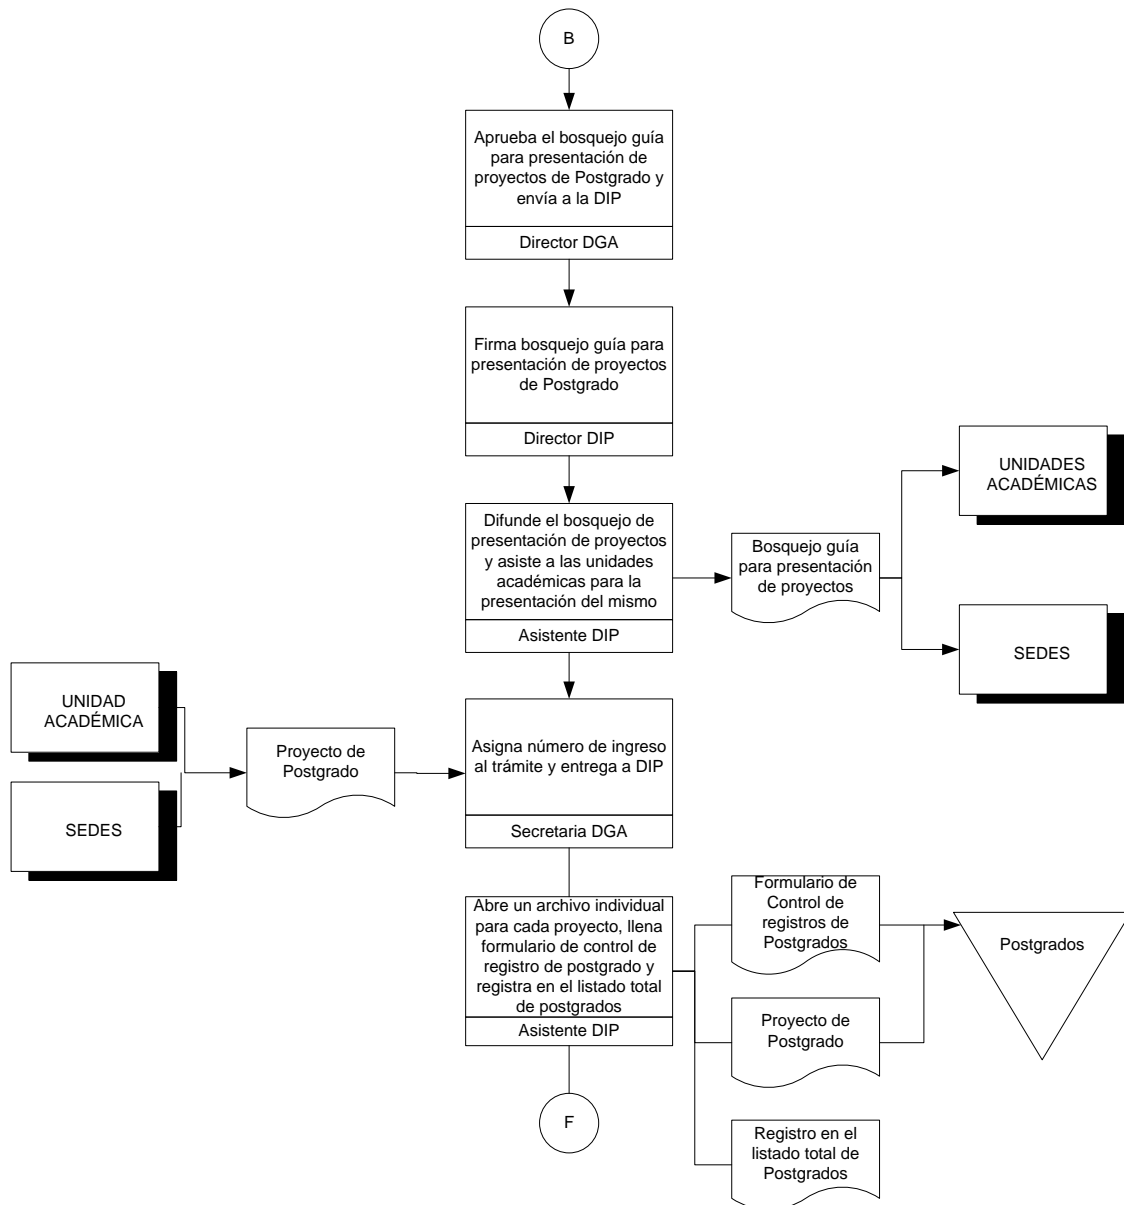 B
Aprueba el bosquejo guía
para presentación de
proyectos de Postgrado y
envía a la DIP
Director DGA
Firma bosquejo guía para
presentación de proyectos
de Postgrado
Director DIP
Difunde el bosquejo de
presentación de proyectos
y asiste a las unidades
académicas para la
presentación del mismo
Asistente DIP
Bosquejo guía
para presentación
de proyectos
UNIDADES
ACADÉMICAS
SEDES
UNIDAD
ACADÉMICA
SEDES
Proyecto de
Postgrado
Asigna número de ingreso
al trámite y entrega a DIP
Secretaria DGA
Abre un archivo individual
para cada proyecto, llena
formulario de control de
registro de postgrado y
registra en el listado total
de postgrados
Asistente DIP
Formulario de
Control de
registros de
Postgrados
Postgrados
Proyecto de
Postgrado
Registro en el
listado total de
Postgrados
F